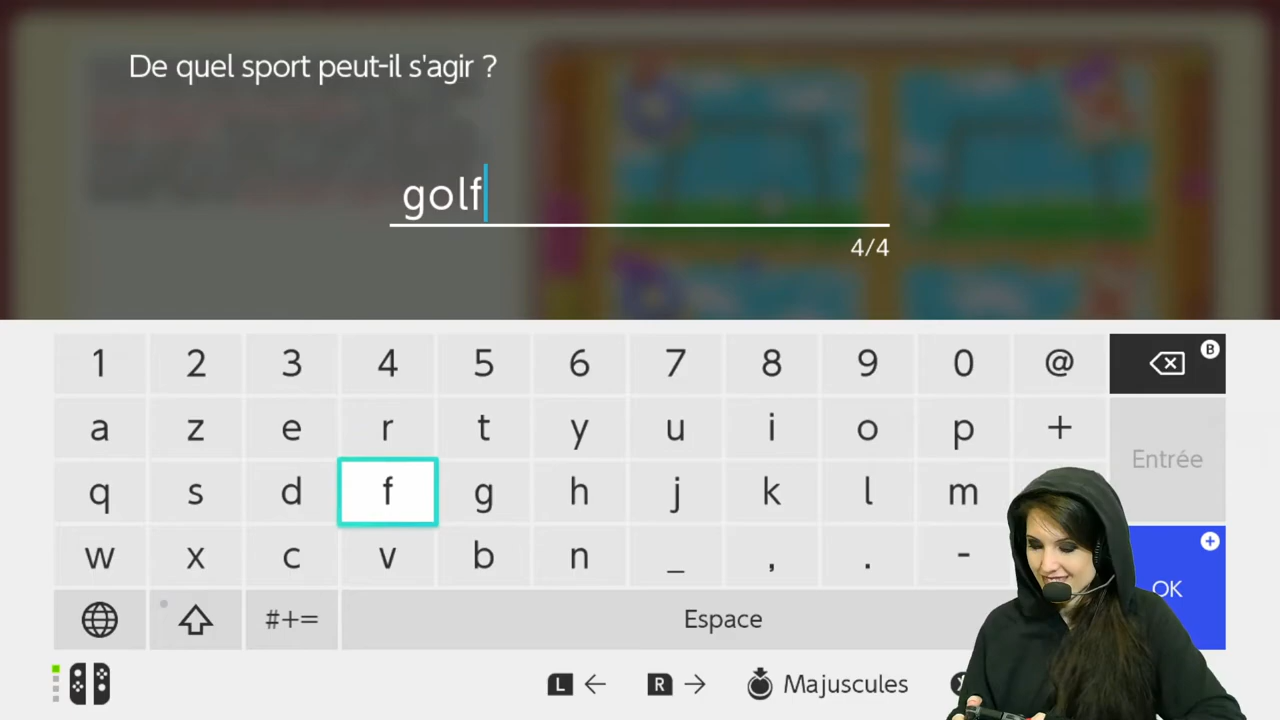 De quel sport peut-il s'agir ?
golf
4/4
1 2 3 4 5 6 7 8 9 0 @ B
a z e r t y u i o p +
Entrée
q s d f g h j k l m
w x c v b n _ , . - +
OK
#+= Espace
L ← R → Majuscules